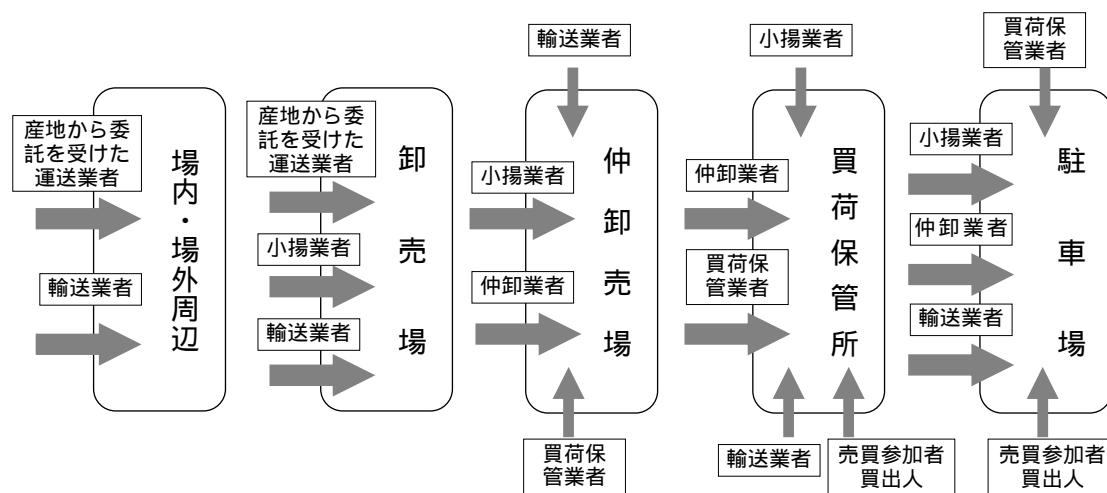 産地から委
託を受けた
運送業者
輸送業者
場内・場外周辺
産地から委
託を受けた
運送業者
小揚業者
輸送業者
卸売場
輸送業者
小揚業者
仲卸業者
仲卸売場
買荷保
管業者
小揚業者
仲卸業者
買荷保
管業者
買荷保管所
輸送業者
売買参加者
買出人
買荷保
管業者
小揚業者
仲卸業者
輸送業者
駐車場
売買参加者
買出人